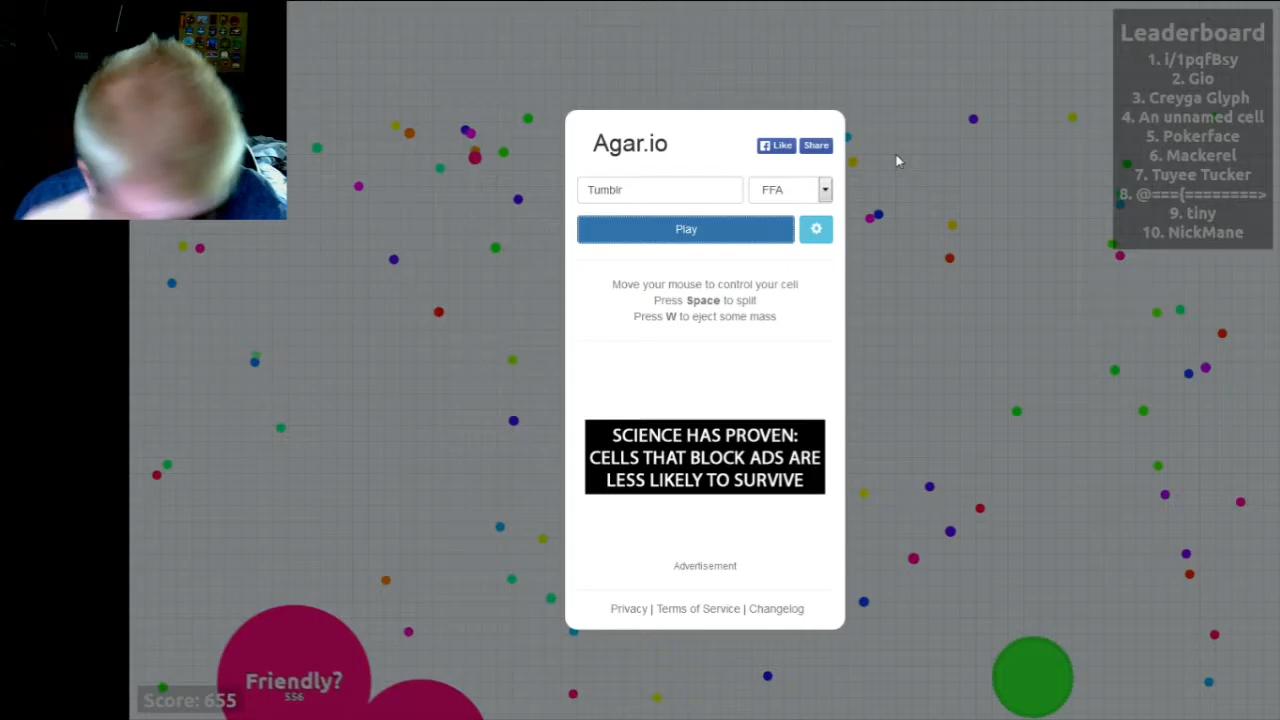 Agar.io
Like
Share
Tumblr
FFA
Play
Move your mouse to control your cell
Press Space to split
Press W to eject some mass
SCIENCE HAS PROVEN:
CELLS THAT BLOCK ADS ARE
LESS LIKELY TO SURVIVE
Advertisement
Privacy | Terms of Service | Changelog
Leaderboard
1. i/1pqfBsy
2. Gio
3. Creyga Glyph
4. An unnamed cell
5. Pokerface
6. Mackerel
7. Tuyee Tucker
8. @==={========>
9. tiny
10. NickMane
Friendly?
556
Score: 655